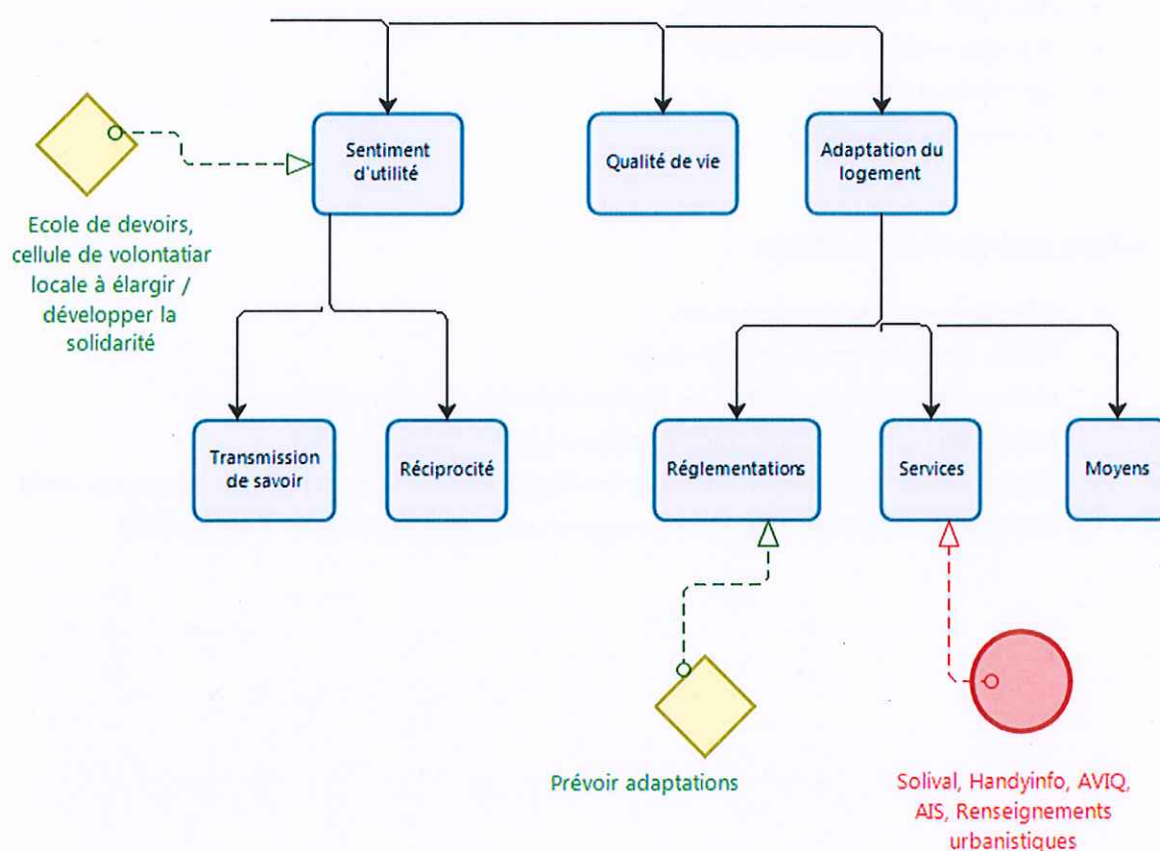 Sentiment
d'utilité
Qualité de vie
Adaptation du
logement
Ecole de devoirs,
cellule de volontatiar
locale à élargir /
développer la
solidarité
Transmission
de savoir
Réciprocité
Réglementations
Services
Moyens
Prévoir adaptations
Solival, Handyinfo, AVIQ,
AIS, Renseignements
urbanistiques